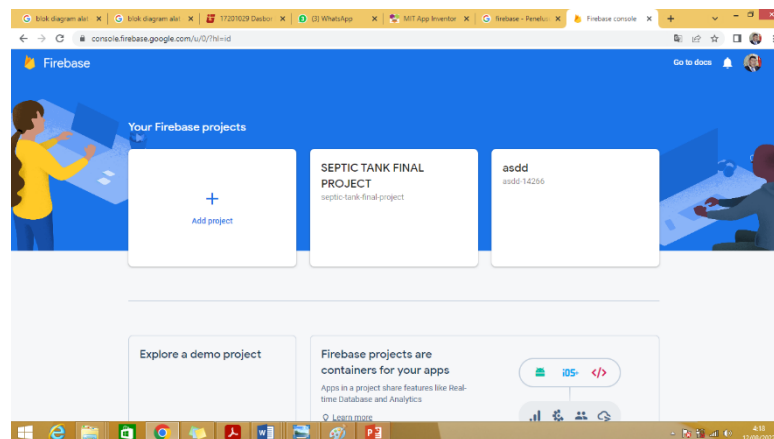 blok diagram alat
blok diagram alat
17201029 Dasbor
(3) WhatsApp
MIT App Inventor
firebase - Penelus
Firebase console
console.firebase.google.com/u/0/?hl=id
Firebase
Go to docs
Your Firebase projects
+
Add project
SEPTIC TANK FINAL
PROJECT
septic-tank-final-project
asdd
asdd-14266
Explore a demo project
Firebase projects are
containers for your apps
Apps in a project share features like Real-
time Database and Analytics
Learn more
iOS+
</>
4:18